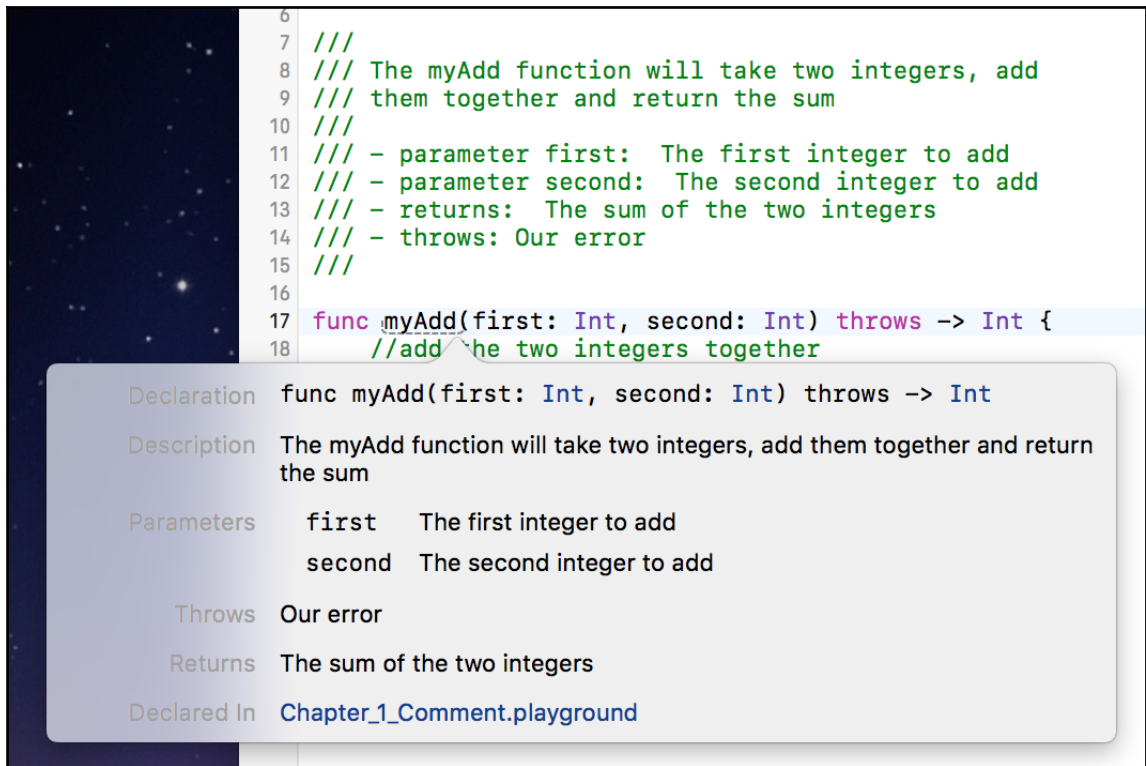 6
7 ///
8 /// The myAdd function will take two integers, add
9 /// them together and return the sum
10 ///
11 /// – parameter first:  The first integer to add
12 /// – parameter second:  The second integer to add
13 /// – returns:  The sum of the two integers
14 /// – throws: Our error
15 ///
16
17 func myAdd(first: Int, second: Int) throws –> Int {
18     //add the two integers together
Declaration func myAdd(first: Int, second: Int) throws –> Int
Description The myAdd function will take two integers, add them together and return
the sum
Parameters first The first integer to add
second The second integer to add
Throws Our error
Returns The sum of the two integers
Declared In Chapter_1_Comment.playground